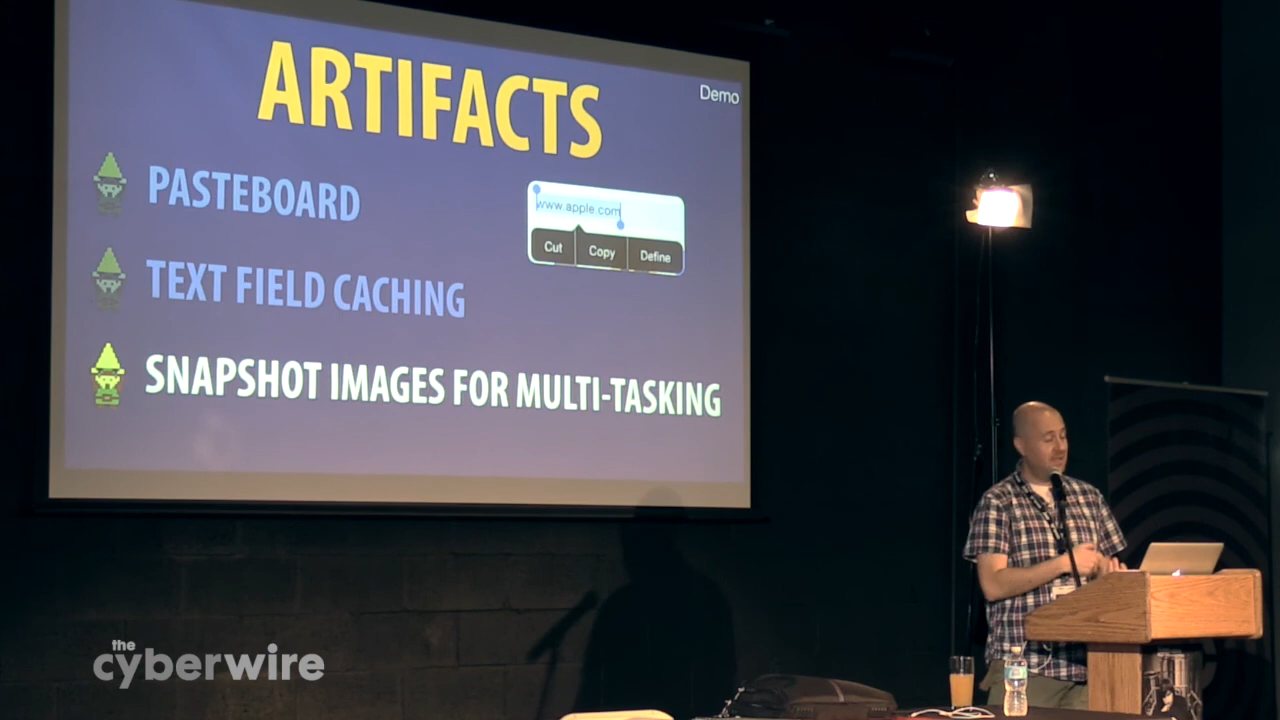 ARTIFACTS
Demo
PASTEBOARD
www.apple.com
Cut Copy Define
TEXT FIELD CACHING
SNAPSHOT IMAGES FOR MULTI-TASKING
the
cyberwire